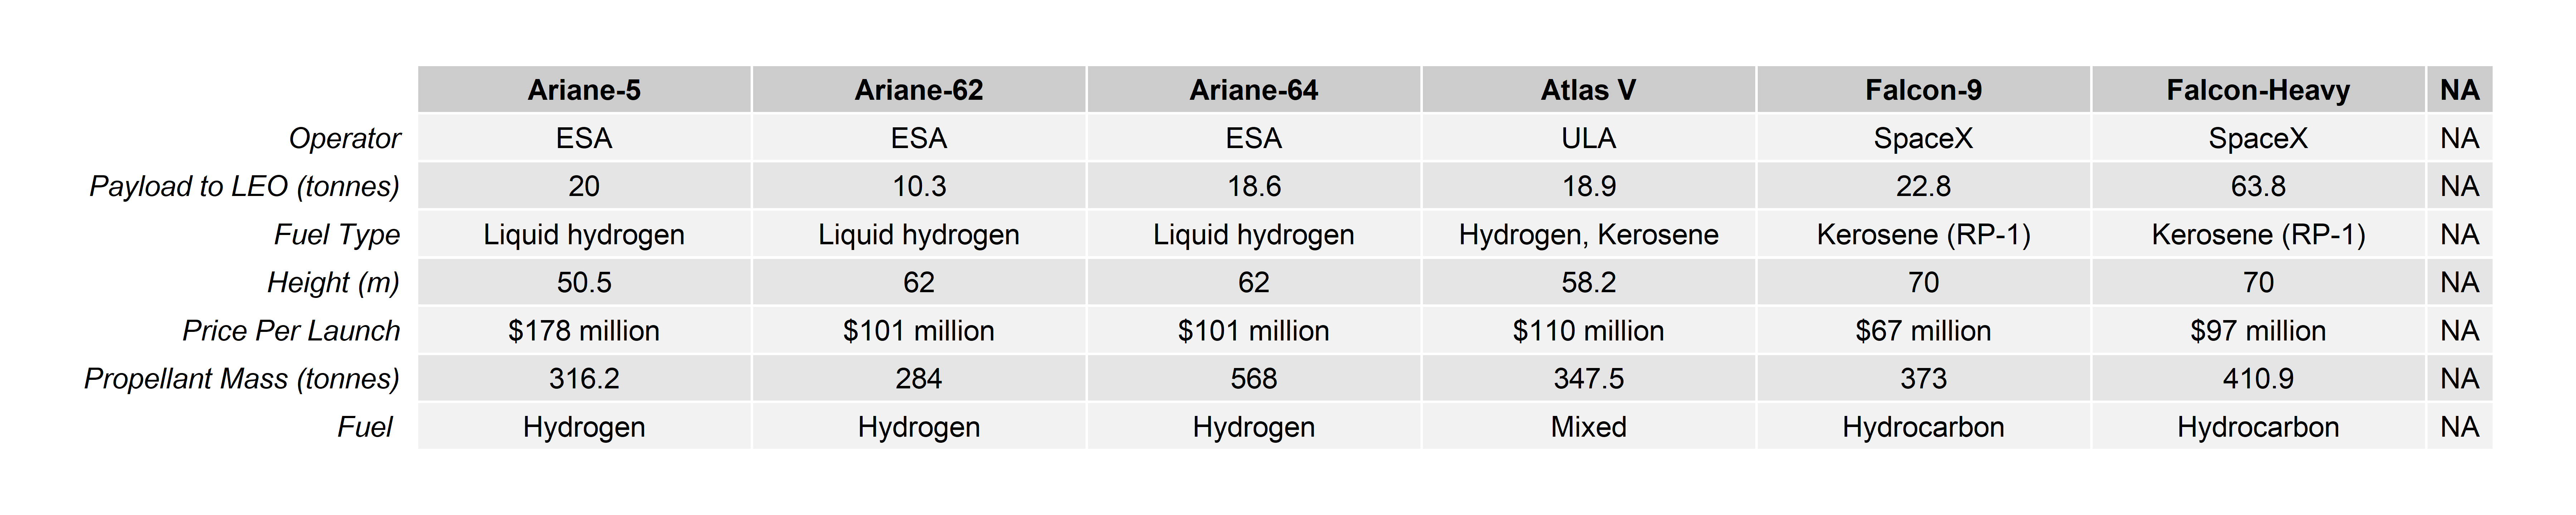 Ariane-5 Ariane-62 Ariane-64 Atlas V Falcon-9 Falcon-Heavy NA
Operator ESA ESA ESA ULA SpaceX SpaceX NA
Payload to LEO (tonnes) 20 10.3 18.6 18.9 22.8 63.8 NA
Fuel Type Liquid hydrogen Liquid hydrogen Liquid hydrogen Hydrogen, Kerosene Kerosene (RP-1) Kerosene (RP-1) NA
Height (m) 50.5 62 62 58.2 70 70 NA
Price Per Launch $178 million $101 million $101 million $110 million $67 million $97 million NA
Propellant Mass (tonnes) 316.2 284 568 347.5 373 410.9 NA
Fuel Hydrogen Hydrogen Hydrogen Mixed Hydrocarbon Hydrocarbon NA